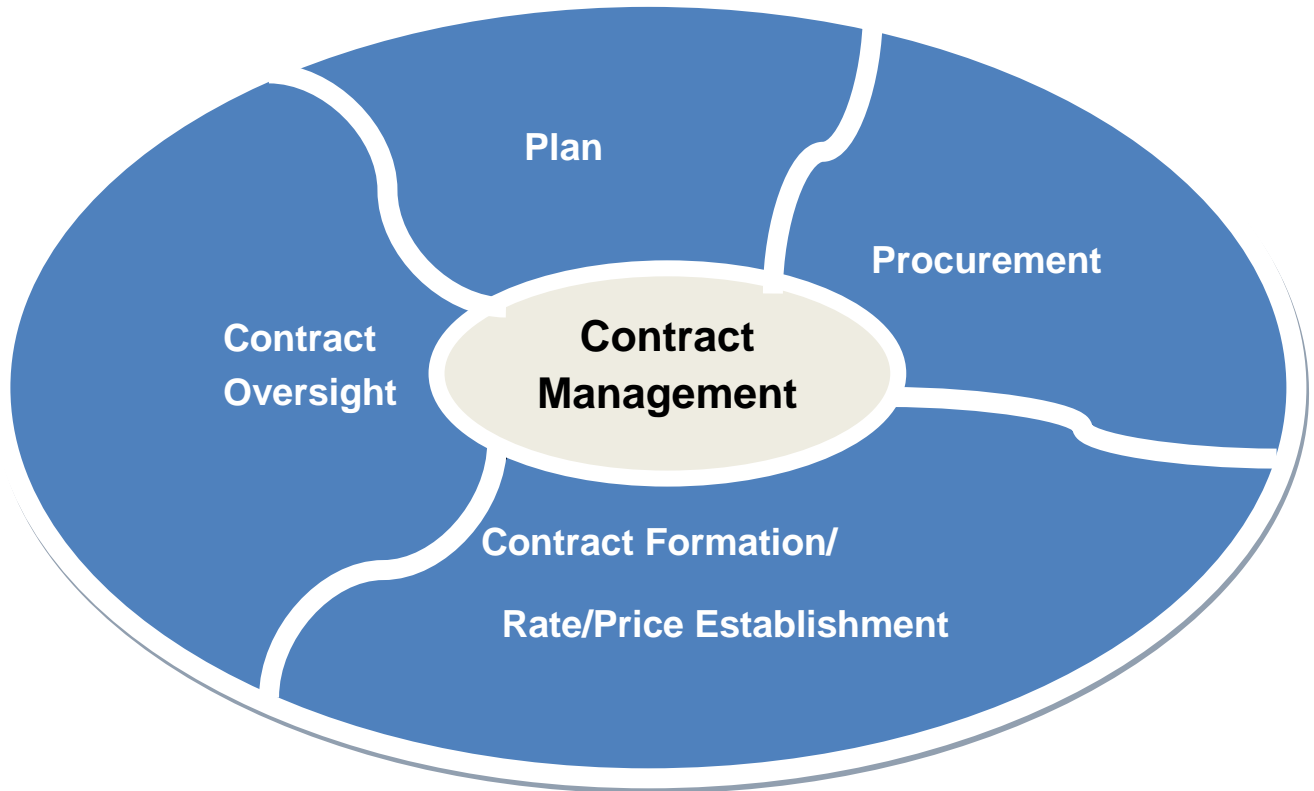 Plan
Procurement
Contract
Oversight
Contract
Management
Contract Formation/
Rate/Price Establishment